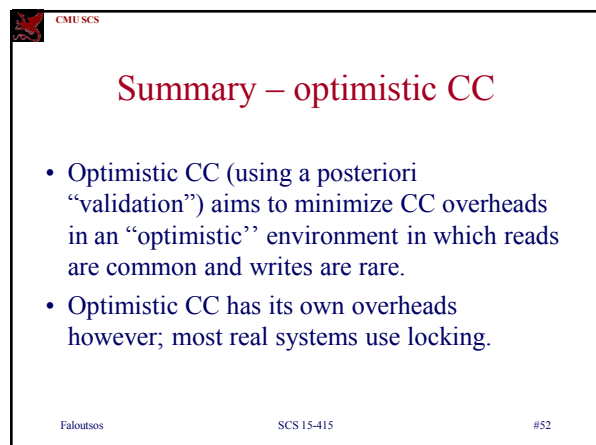 CMU SCS
Summary – optimistic CC
• Optimistic CC (using a posteriori
“validation”) aims to minimize CC overheads
in an “optimistic’’ environment in which reads
are common and writes are rare.
• Optimistic CC has its own overheads
however; most real systems use locking.
Faloutsos SCS 15-415 #52